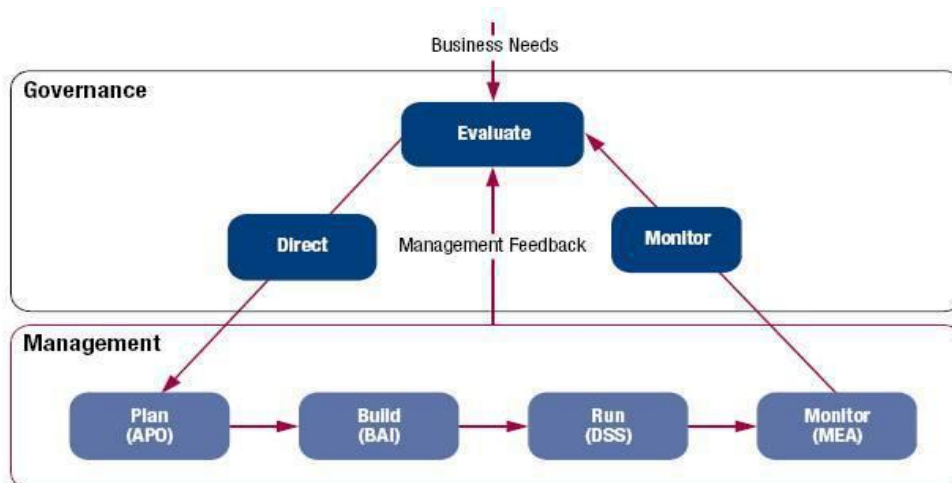 Business Needs
Governance
Evaluate
Direct
Management Feedback
Monitor
Management
Plan
(APO)
Build
(BAI)
Run
(DSS)
Monitor
(MEA)